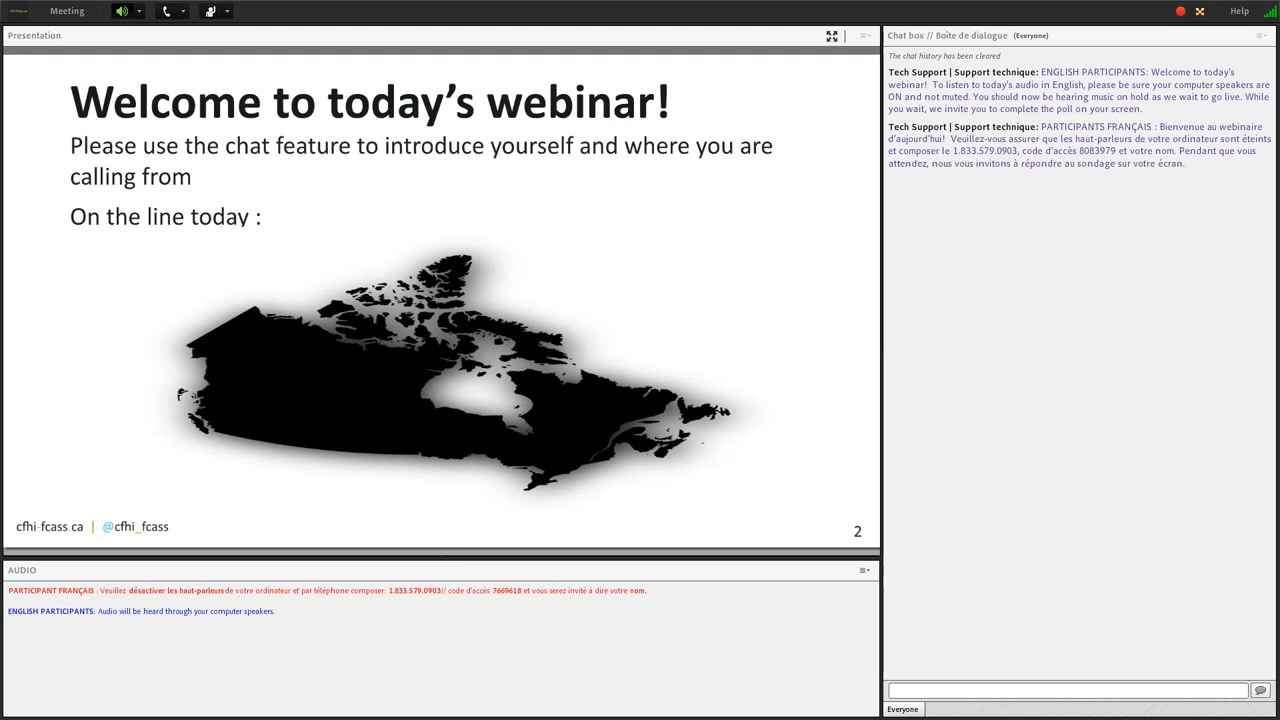 Meeting
Help
Presentation
Welcome to today's webinar!
Please use the chat feature to introduce yourself and where you are
calling from
On the line today :
cfhi-fcass.ca | @cfhi_fcass
2
AUDIO
PARTICIPANT FRANÇAIS : Veuillez désactiver les haut-parleurs de votre ordinateur et par téléphone composer: 1.833.579.0903// code d'accès 7669618 et vous serez invité à dire votre nom.
ENGLISH PARTICIPANTS: Audio will be heard through your computer speakers.
Chat box // Boîte de dialogue (Everyone)
The chat history has been cleared
Tech Support | Support technique: ENGLISH PARTICIPANTS: Welcome to today's
webinar! To listen to today's audio in English, please be sure your computer speakers are
ON and not muted. You should now be hearing music on hold as we wait to go live. While
you wait, we invite you to complete the poll on your screen.
Tech Support | Support technique: PARTICIPANTS FRANÇAIS : Bienvenue au webinaire
d'aujourd'hui! Veuillez-vous assurer que les haut-parleurs de votre ordinateur sont éteints
et composer le 1.833.579.0903, code d'accès 8083979 et votre nom. Pendant que vous
attendez, nous vous invitons à répondre au sondage sur votre écran.
Everyone